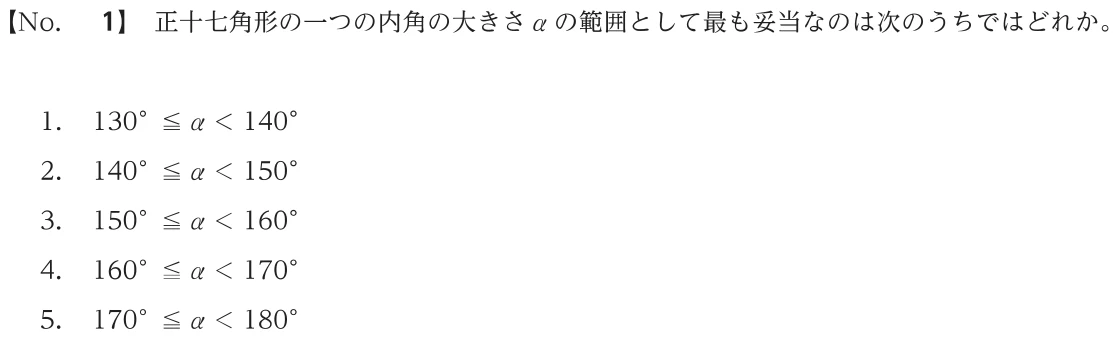 【No. 1】 正十七角形の一つの内角の大きさ α の範囲として最も妥当なのは次のうちではどれか。
1. 130° ≦ α < 140°
2. 140° ≦ α < 150°
3. 150° ≦ α < 160°
4. 160° ≦ α < 170°
5. 170° ≦ α < 180°